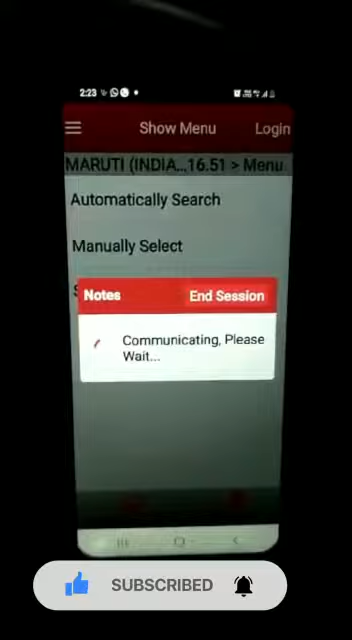 2:23
Show Menu
Login
MARUTI (INDIA...16.51 > Menu
Automatically Search
Manually Select
S
Notes
End Session
Communicating, Please
Wait...
SUBSCRIBED